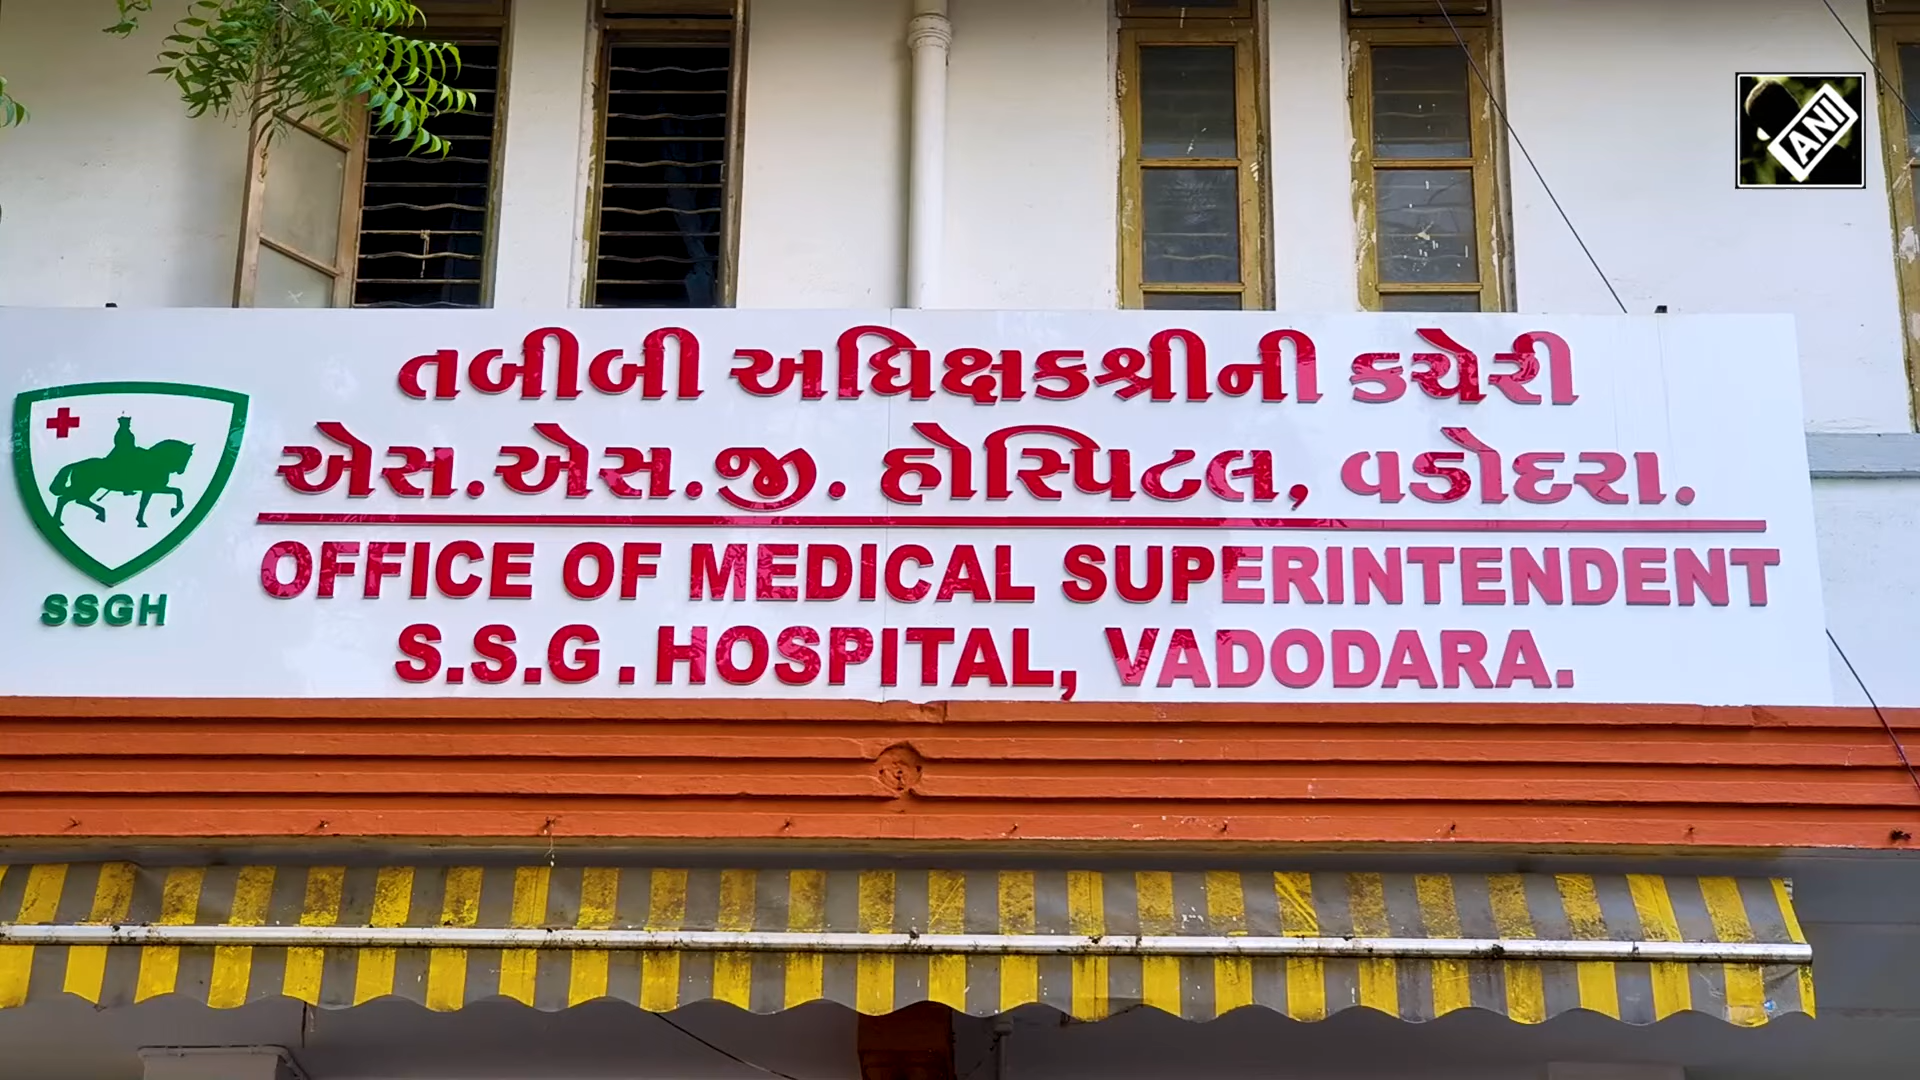 તબીબી અધિક્ષકશ્રીની કચેરી
એસ.એસ.જી. હોસ્પિટલ, વડોદરા.
OFFICE OF MEDICAL SUPERINTENDENT
S.S.G. HOSPITAL, VADODARA.
SSGH
ANI